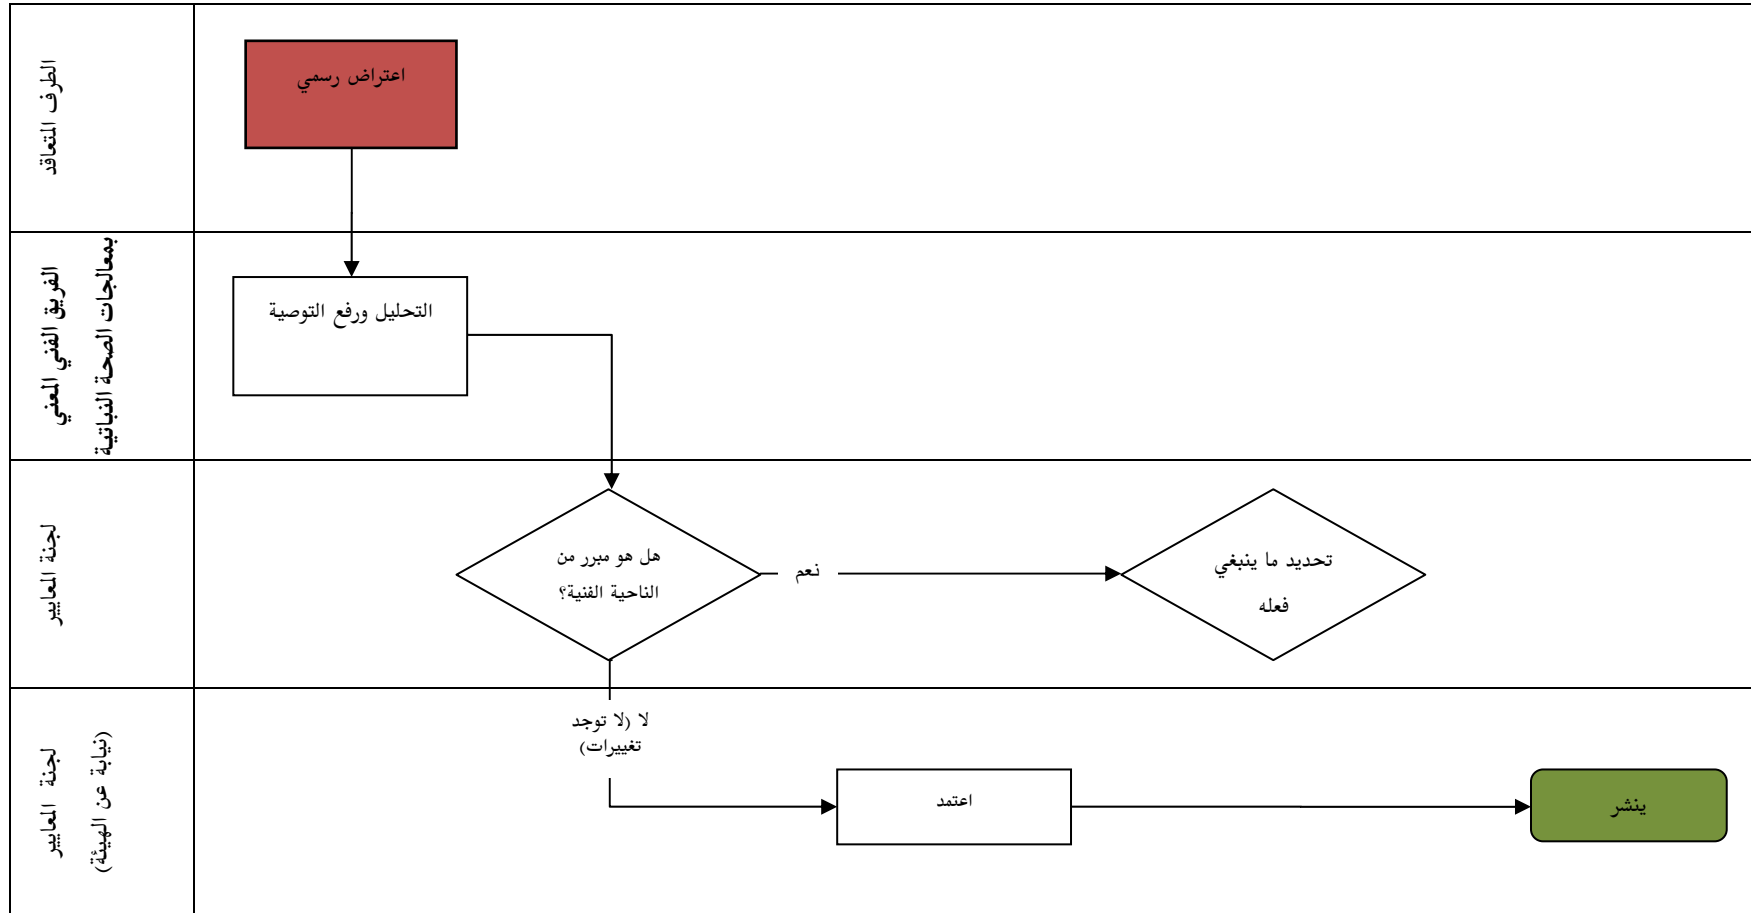 الطرف المتعاقد
اعتراض رسمي
الفريق الفني المعني
بمعالجات الصحة النباتية
التحليل ورفع التوصية
لجنة المعايير
هل هو مبرر من
الناحية الفنية؟
نعم
تحديد ما ينبغي
فعله
لجنة المعايير
(نيابة عن الهيئة)
لا (لا توجد
تغييرات)
اعتمد
ينشر